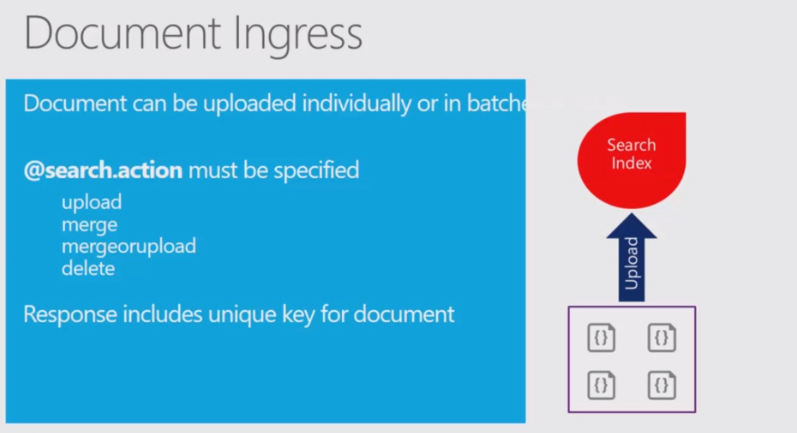 Document Ingress
Document can be uploaded individually or in batche
@search.action must be specified
upload
merge
mergeorupload
delete
Response includes unique key for document
Search
Index
Upload
{}
{}
{}
{}